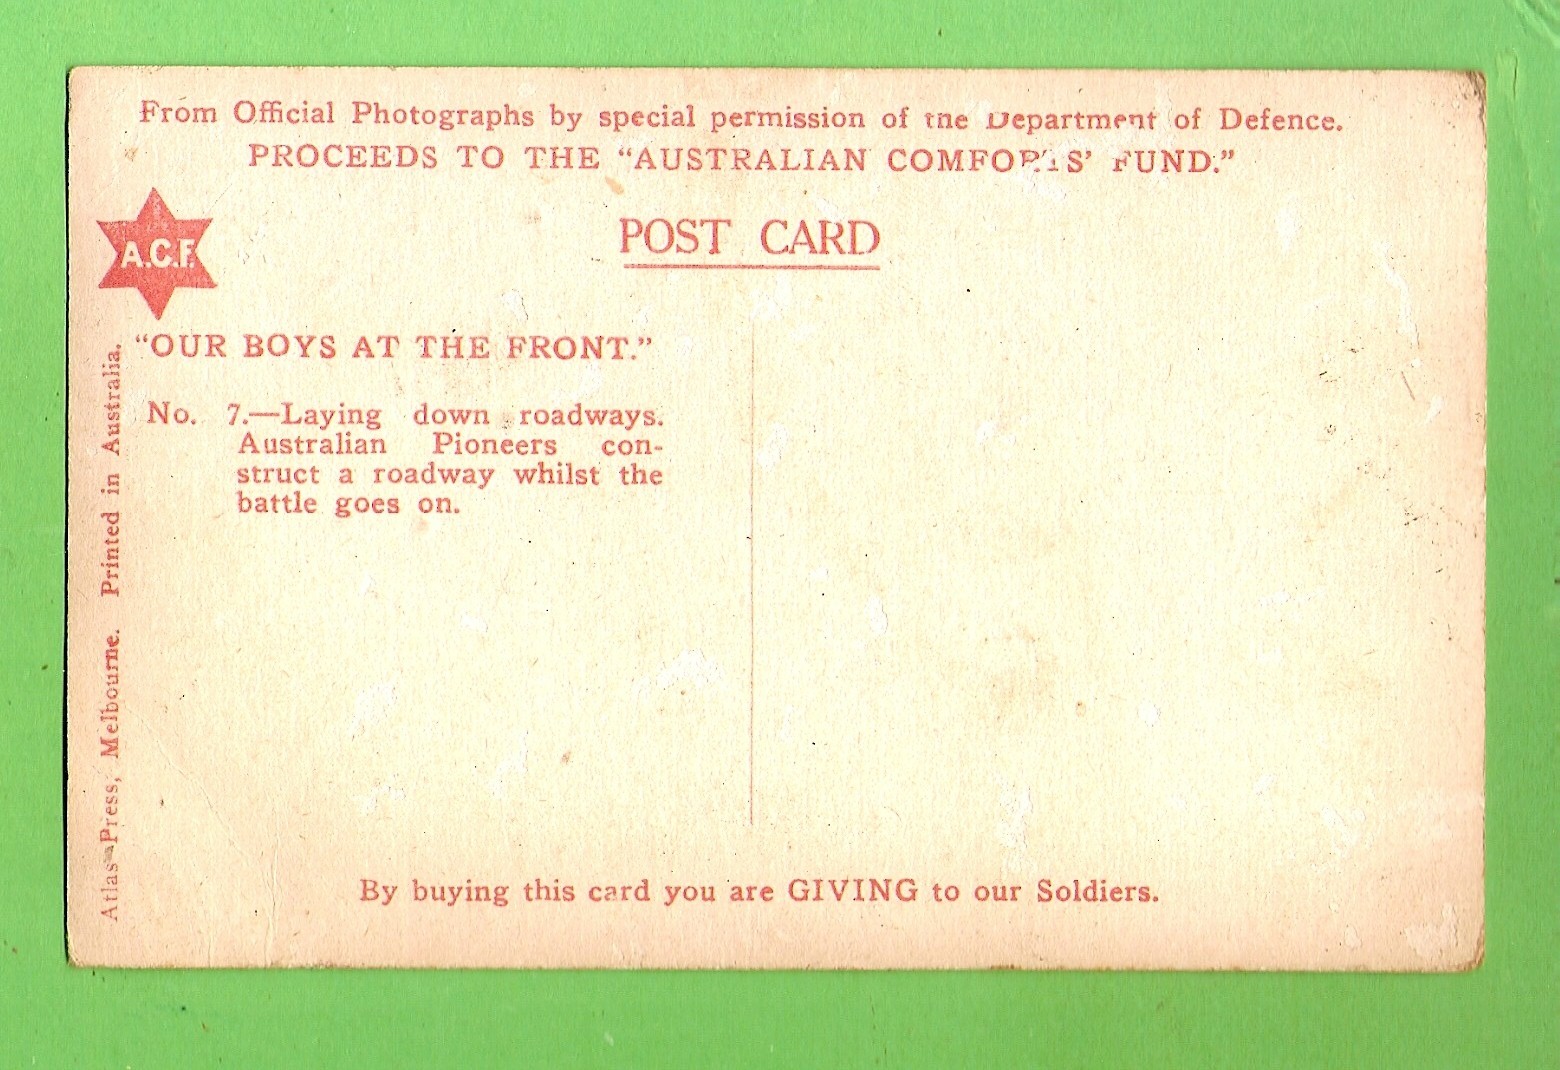 From Official Photographs by special permission of the Department of Defence.
PROCEEDS TO THE “AUSTRALIAN COMFORTS’ FUND.”
A.C.F.
POST CARD
“OUR BOYS AT THE FRONT.”
No. 7.—Laying down roadways.
Australian Pioneers con-
struct a roadway whilst the
battle goes on.
Atlas Press, Melbourne. Printed in Australia.
By buying this card you are GIVING to our Soldiers.